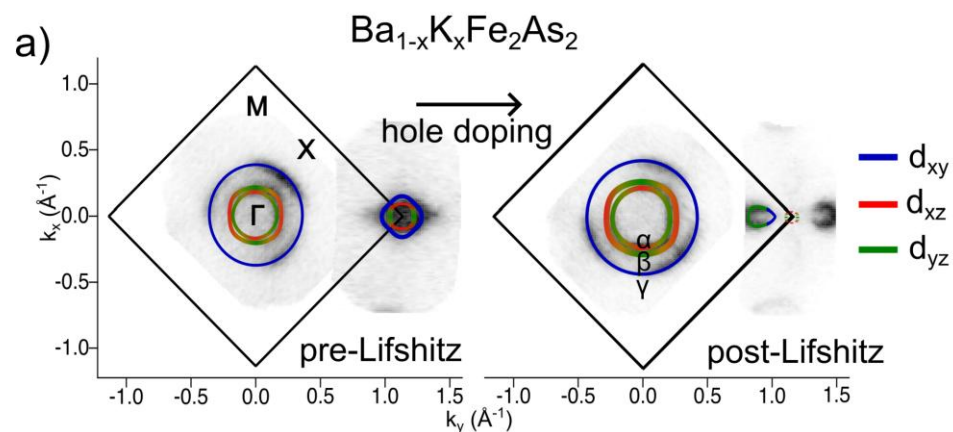 a)
Ba1-xKxFe2As2
hole doping
1.0
0.5
0.0
-0.5
-1.0
kx (Å-1)
M
X
Γ
Σ
pre-Lifshitz
α
β
γ
post-Lifshitz
dxy
dxz
dyz
-1.0 -0.5 0.0 0.5 1.0 1.5
-1.0 -0.5 0.0 0.5 1.0 1.5
ky (Å-1)